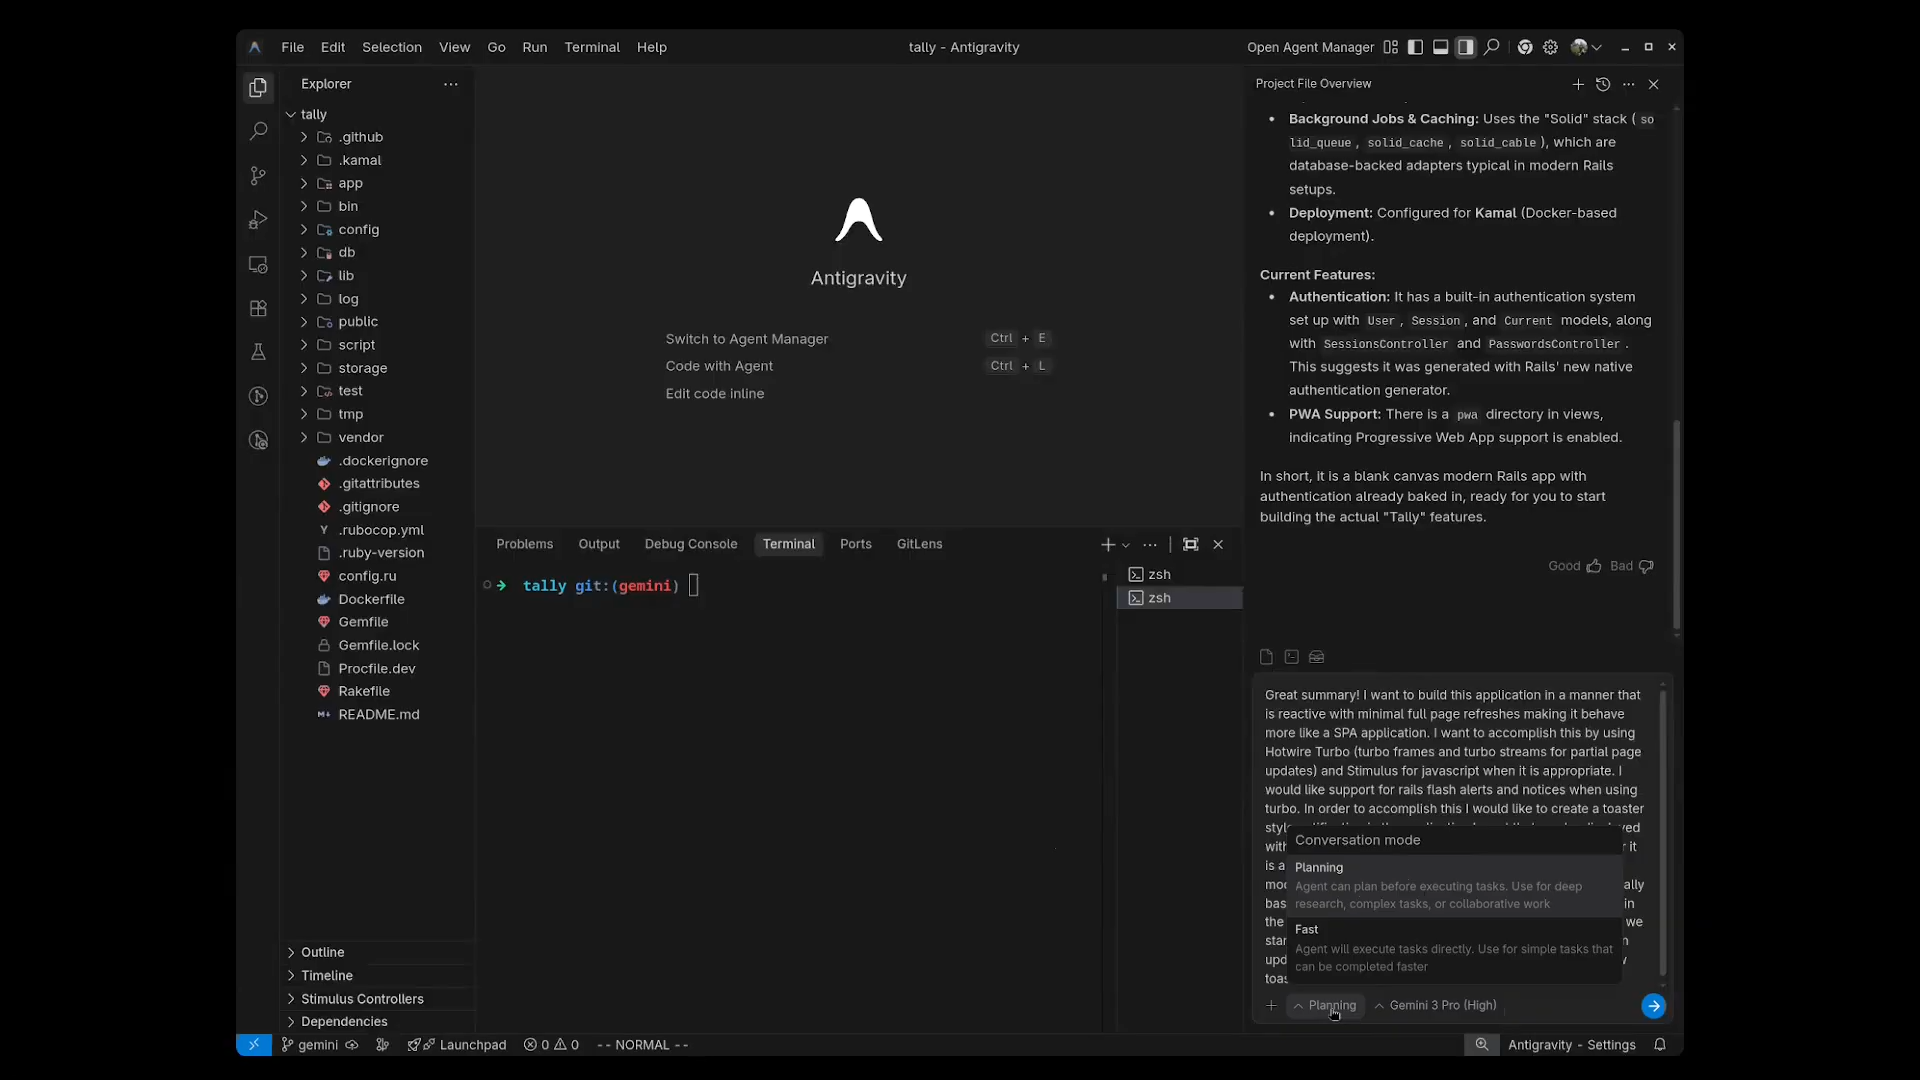 File Edit Selection View Go Run Terminal Help
tally - Antigravity
Open Agent Manager
Explorer
tally
.github
.kamal
app
bin
config
db
lib
log
public
script
storage
test
tmp
vendor
.dockerignore
.gitattributes
.gitignore
.rubocop.yml
.ruby-version
config.ru
Dockerfile
Gemfile
Gemfile.lock
Procfile.dev
Rakefile
README.md
Outline
Timeline
Stimulus Controllers
Dependencies
Antigravity
Switch to Agent Manager Ctrl + E
Code with Agent Ctrl + L
Edit code inline
Problems Output Debug Console Terminal Ports GitLens
tally git:(gemini)
zsh
zsh
Project File Overview
Background Jobs & Caching: Uses the "Solid" stack ( so
lid_queue , solid_cache , solid_cable ), which are
database-backed adapters typical in modern Rails
setups.
Deployment: Configured for Kamal (Docker-based
deployment).
Current Features:
Authentication: It has a built-in authentication system
set up with User , Session , and Current models, along
with SessionsController and PasswordsController .
This suggests it was generated with Rails' new native
authentication generator.
PWA Support: There is a pwa directory in views,
indicating Progressive Web App support is enabled.
In short, It is a blank canvas modern Rails app with
authentication already baked in, ready for you to start
building the actual "Tally" features.
Good Bad
Great summary! I want to build this application in a manner that
is reactive with minimal full page refreshes making it behave
more like a SPA application. I want to accomplish this by using
Hotwire Turbo (turbo frames and turbo streams for partial page
updates) and Stimulus for javascript when it is appropriate. I
would like support for rails flash alerts and notices when using
turbo. In order to accomplish this I would like to create a toaster
Conversation mode
Planning
Agent can plan before executing tasks. Use for deep
research, complex tasks, or collaborative work
Fast
Agent will execute tasks directly. Use for simple tasks that
can be completed faster
Planning Gemini 3 Pro (High)
gemini Launchpad 0 0 -- NORMAL --
Antigravity - Settings